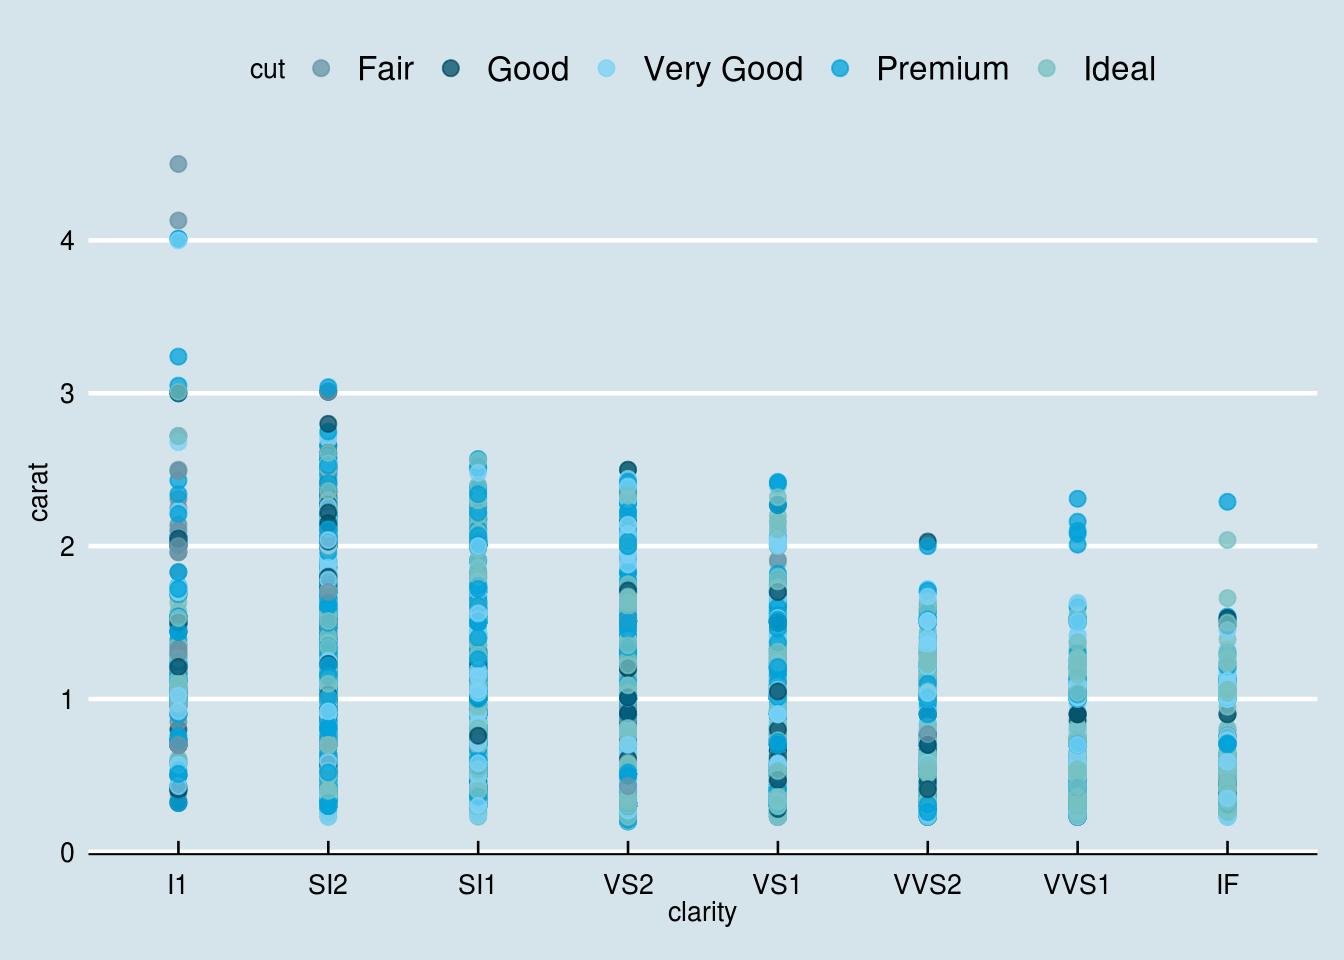 cut Fair Good Very Good Premium Ideal
4
3
2
1
0
carat
I1 SI2 SI1 VS2 VS1 VVS2 VVS1 IF
clarity